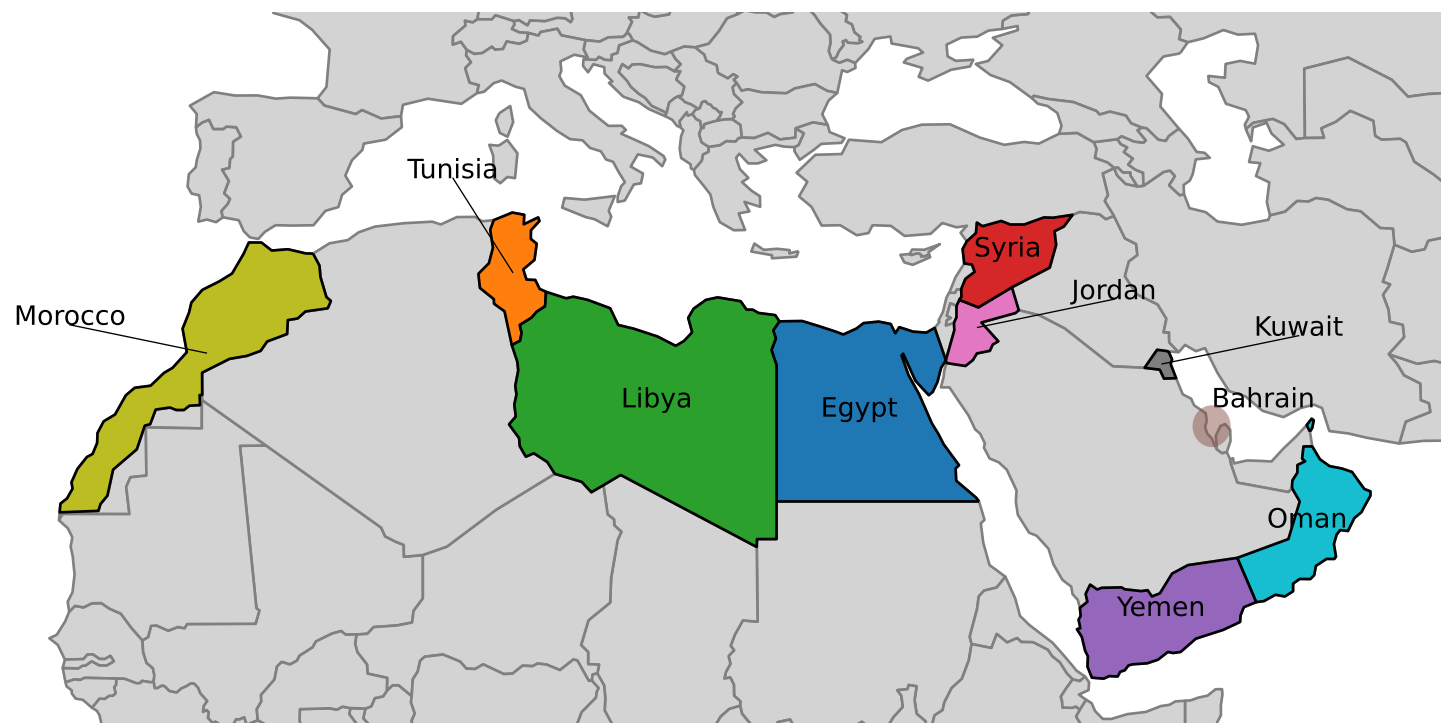 Tunisia
Syria
Jordan
Morocco
Kuwait
Libya
Bahrain
Egypt
Oman
Yemen